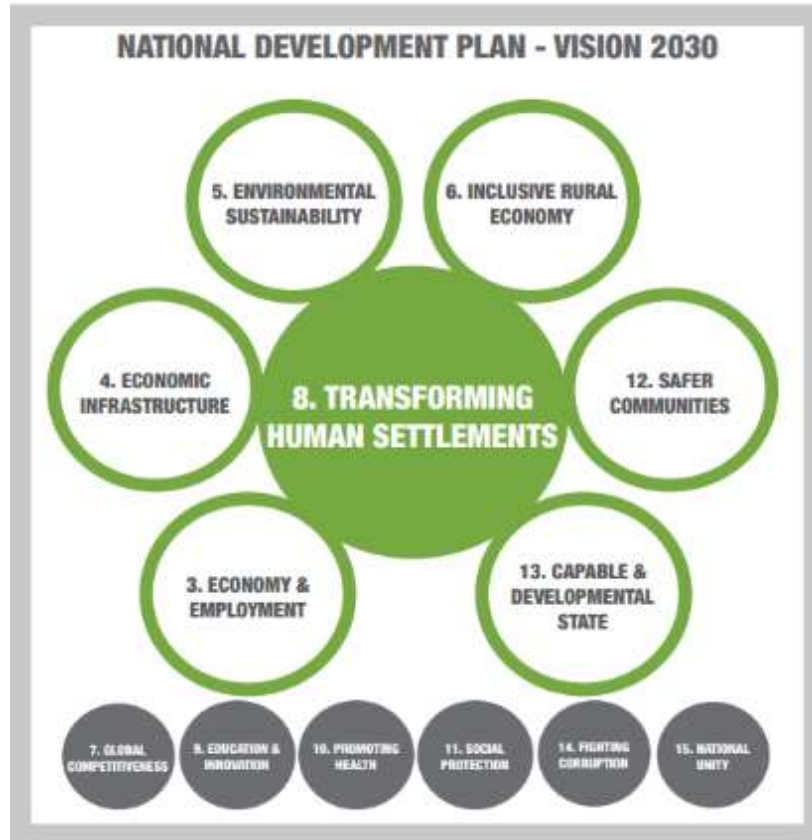 NATIONAL DEVELOPMENT PLAN - VISION 2030
5. ENVIRONMENTAL
SUSTAINABILITY
6. INCLUSIVE RURAL
ECONOMY
4. ECONOMIC
INFRASTRUCTURE
8. TRANSFORMING
HUMAN SETTLEMENTS
12. SAFER
COMMUNITIES
3. ECONOMY &
EMPLOYMENT
13. CAPABLE &
DEVELOPMENTAL
STATE
7. GLOBAL
COMPETITIVENESS
9. EDUCATION &
INNOVATION
10. PROMOTING
HEALTH
11. SOCIAL
PROTECTION
14. FIGHTING
CORRUPTION
15. NATIONAL
UNITY